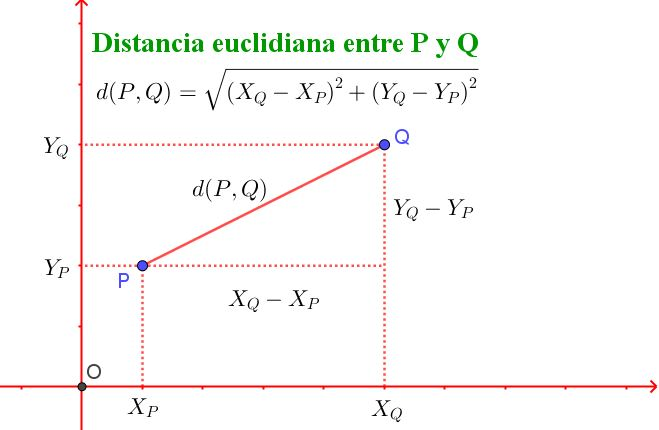 Distancia euclidiana entre P y Q
d(P, Q) = √(X_Q − X_P)² + (Y_Q − Y_P)²
Y_Q
Q
d(P, Q)
Y_Q − Y_P
Y_P
P
X_Q − X_P
O
X_P
X_Q